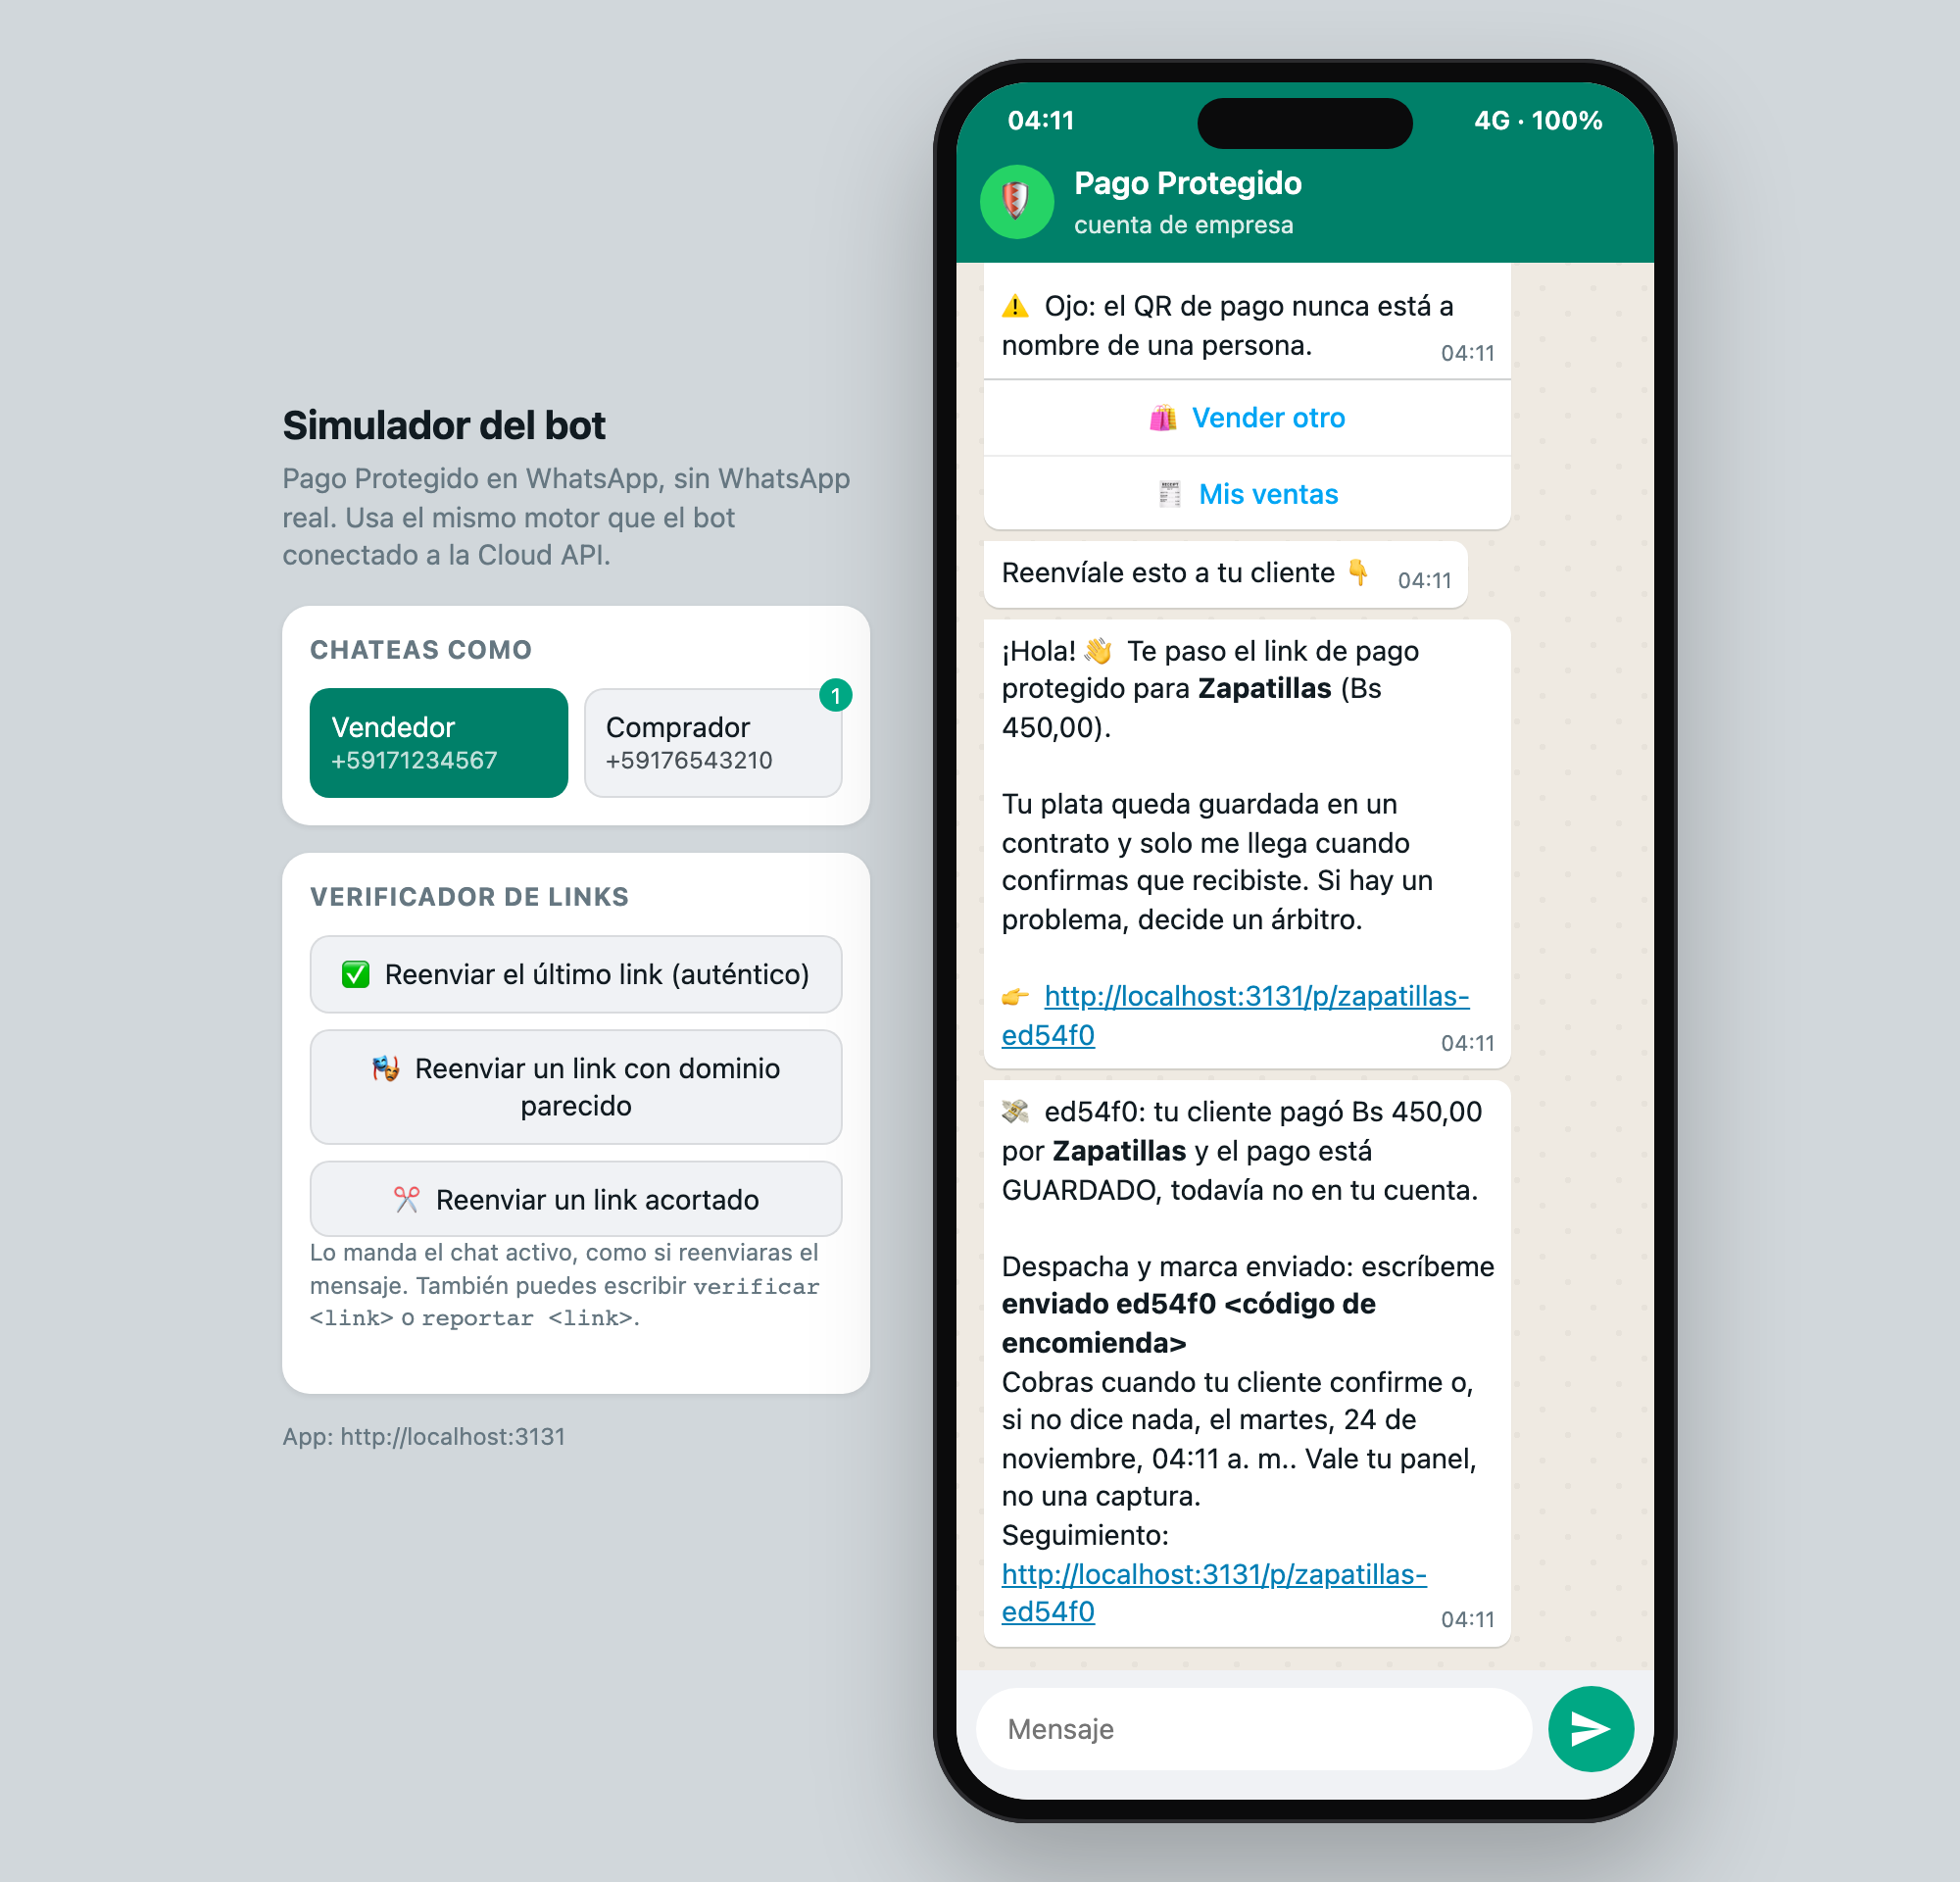 Simulador del bot
Pago Protegido en WhatsApp, sin WhatsApp
real. Usa el mismo motor que el bot
conectado a la Cloud API.
CHATEAS COMO
Vendedor
+59171234567
Comprador
+59176543210
1
VERIFICADOR DE LINKS
✅ Reenviar el último link (auténtico)
🎭 Reenviar un link con dominio
parecido
✂️ Reenviar un link acortado
Lo manda el chat activo, como si reenviaras el
mensaje. También puedes escribir verificar
<link> o reportar <link>.
App: http://localhost:3131
04:11
4G · 100%
Pago Protegido
cuenta de empresa
⚠️ Ojo: el QR de pago nunca está a
nombre de una persona.
04:11
🛍️ Vender otro
🧾 Mis ventas
Reenvíale esto a tu cliente 👇
04:11
¡Hola! 👋 Te paso el link de pago
protegido para Zapatillas (Bs
450,00).
Tu plata queda guardada en un
contrato y solo me llega cuando
confirmas que recibiste. Si hay un
problema, decide un árbitro.
👉 http://localhost:3131/p/zapatillas-
ed54f0
04:11
💸 ed54f0: tu cliente pagó Bs 450,00
por Zapatillas y el pago está
GUARDADO, todavía no en tu cuenta.
Despacha y marca enviado: escríbeme
enviado ed54f0 <código de
encomienda>
Cobras cuando tu cliente confirme o,
si no dice nada, el martes, 24 de
noviembre, 04:11 a. m.. Vale tu panel,
no una captura.
Seguimiento:
http://localhost:3131/p/zapatillas-
ed54f0
04:11
Mensaje